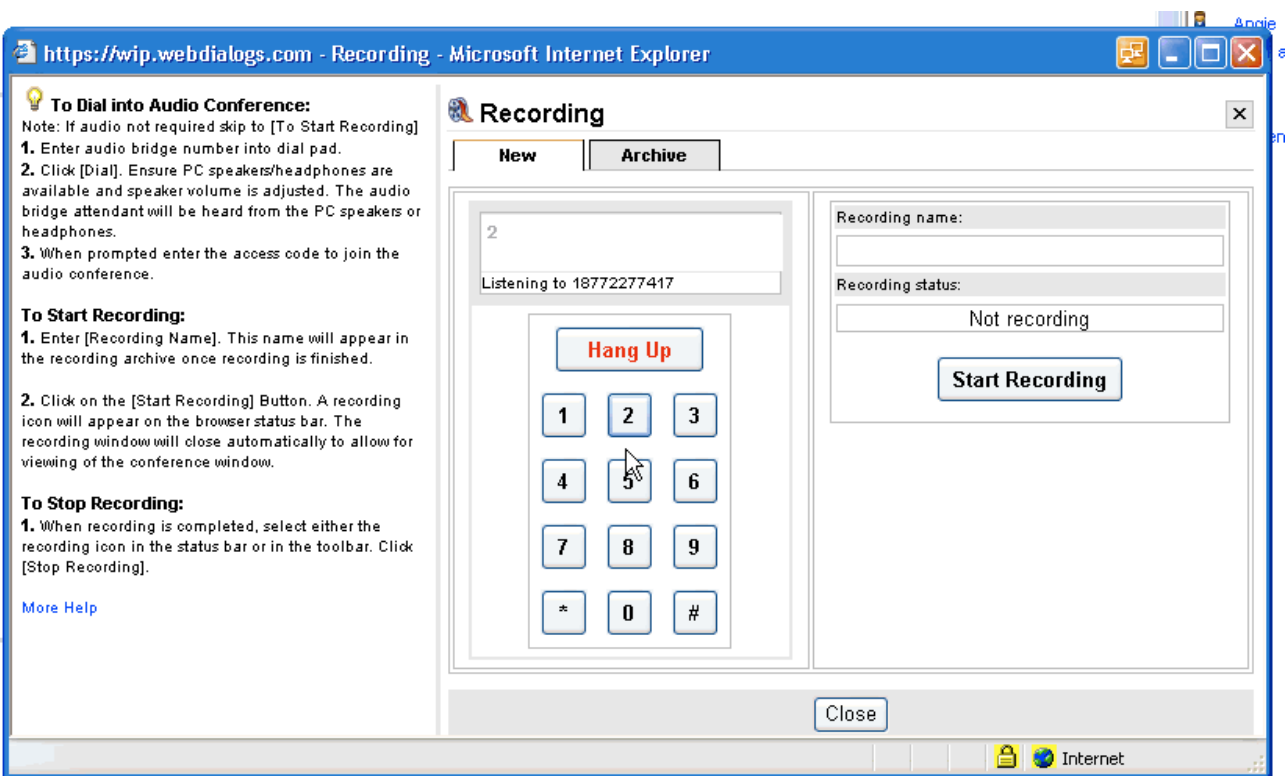 Angie
https://wip.webdialogs.com - Recording - Microsoft Internet Explorer
To Dial into Audio Conference:
Note: If audio not required skip to [To Start Recording]
1. Enter audio bridge number into dial pad.
2. Click [Dial]. Ensure PC speakers/headphones are
available and speaker volume is adjusted. The audio
bridge attendant will be heard from the PC speakers or
headphones.
3. When prompted enter the access code to join the
audio conference.
To Start Recording:
1. Enter [Recording Name]. This name will appear in
the recording archive once recording is finished.
2. Click on the [Start Recording] Button. A recording
icon will appear on the browser status bar. The
recording window will close automatically to allow for
viewing of the conference window.
To Stop Recording:
1. When recording is completed, select either the
recording icon in the status bar or in the toolbar. Click
[Stop Recording].
More Help
Recording
New Archive
2
Listening to 18772277417
Hang Up
1 2 3
4 5 6
7 8 9
* 0 #
Recording name:
Recording status:
Not recording
Start Recording
Close
Internet